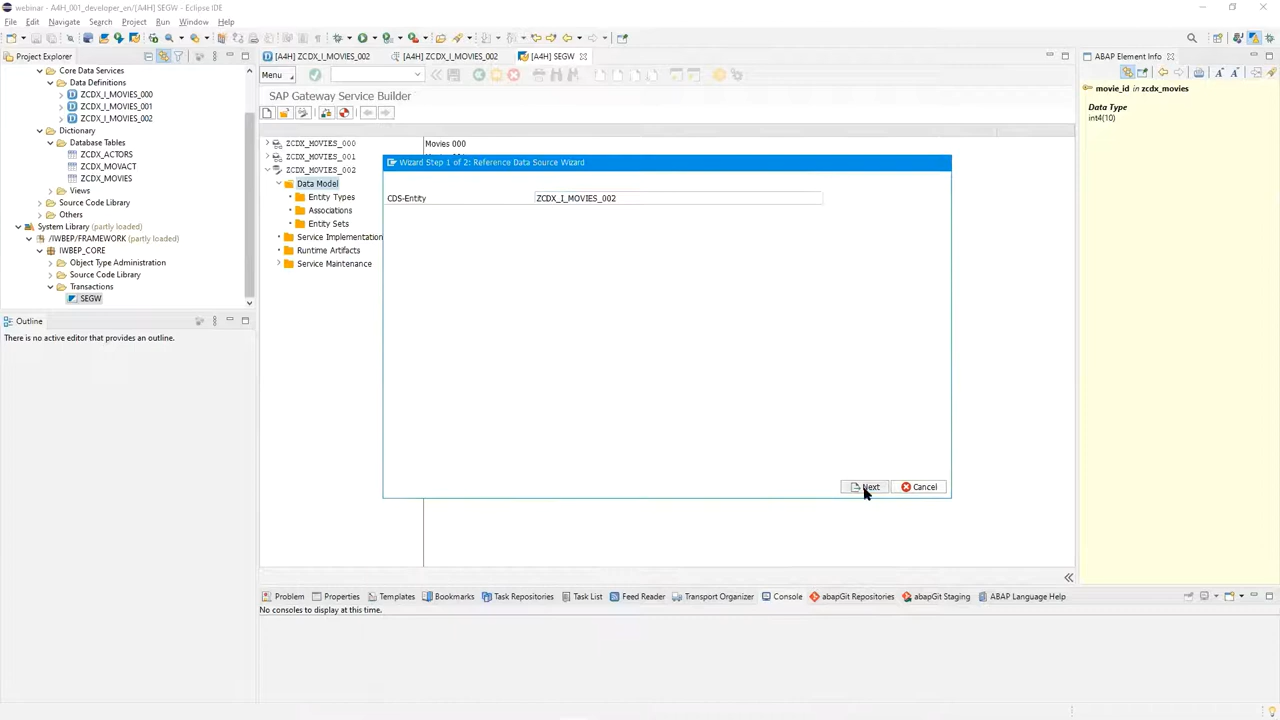 webinar - A4H_001_developer_en/[A4H] SEGW - Eclipse IDE
File Edit Navigate Search Project Run Window Help
Project Explorer
Core Data Services
Data Definitions
ZCDX_I_MOVIES_000
ZCDX_I_MOVIES_001
ZCDX_I_MOVIES_002
Dictionary
Database Tables
ZCDX_ACTORS
ZCDX_MOVACT
ZCDX_MOVIES
Views
Source Code Library
Others
System Library (partly loaded)
/IWBEP/FRAMEWORK (partly loaded)
IWBEP_CORE
Object Type Administration
Source Code Library
Transactions
SEGW
Outline
There is no active editor that provides an outline.
[A4H] ZCDX_I_MOVIES_002
[A4H] ZCDX_I_MOVIES_002
[A4H] SEGW
Menu
SAP Gateway Service Builder
ZCDX_MOVIES_000 Movies 000
ZCDX_MOVIES_001
ZCDX_MOVIES_002
Data Model
Entity Types
Associations
Entity Sets
Service Implementation
Runtime Artifacts
Service Maintenance
Wizard Step 1 of 2: Reference Data Source Wizard
CDS-Entity ZCDX_I_MOVIES_002
Next Cancel
Problem Properties Templates Bookmarks Task Repositories Task List Feed Reader Transport Organizer Console abapGit Repositories abapGit Staging ABAP Language Help
No consoles to display at this time.
ABAP Element Info
movie_id in zcdx_movies
Data Type
int4(10)